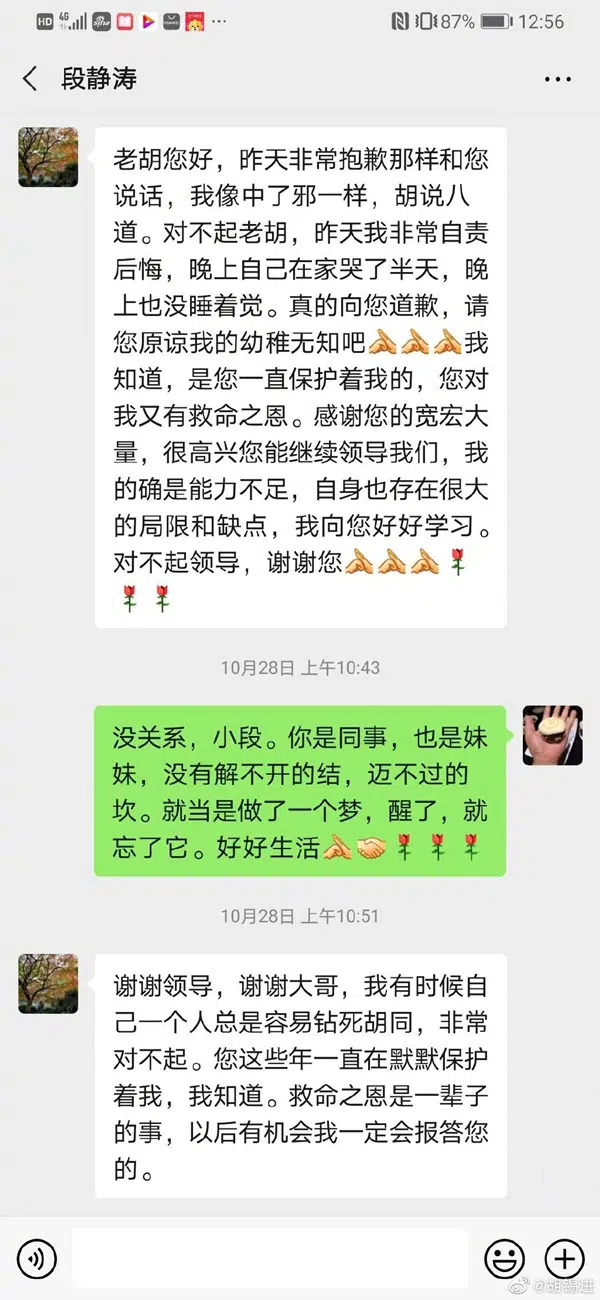 HD 4G sina HUAWEI 87% 12:56
段静涛
老胡您好，昨天非常抱歉那样和您
说话，我像中了邪一样，胡说八
道。对不起老胡，昨天我非常自责
后悔，晚上自己在家哭了半天，晚
上也没睡着觉。真的向您道歉，请
您原谅我的幼稚无知吧🙏🙏🙏我
知道，是您一直保护着我的，您对
我又有救命之恩。感谢您的宽宏大
量，很高兴您能继续领导我们，我
的确是能力不足，自身也存在很大
的局限和缺点，我向您好好学习。
对不起领导，谢谢您🙏🙏🙏🌹
🌹🌹
10月28日 上午10:43
没关系，小段。你是同事，也是妹
妹，没有解不开的结，迈不过的
坎。就当是做了一个梦，醒了，就
忘了它。好好生活🙏🤝🌹🌹🌹
10月28日 上午10:51
谢谢领导，谢谢大哥，我有时候自
己一个人总是容易钻死胡同，非常
对不起。您这些年一直在默默保护
着我，我知道。救命之恩是一辈子
的事，以后有机会我一定会报答您
的。
@胡锡进